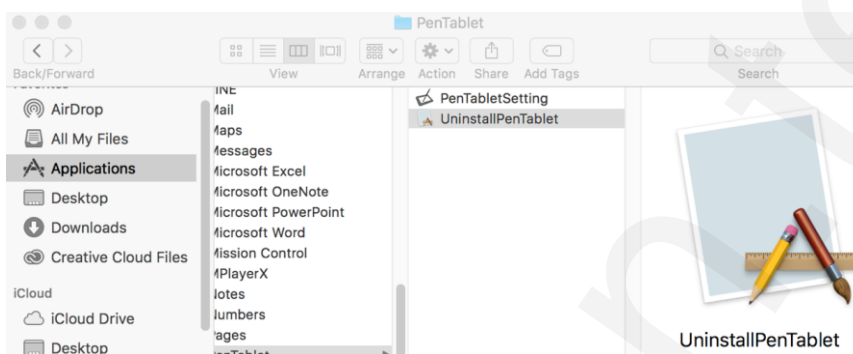 PenTablet
Search
Back/Forward
View
Arrange
Action
Share
Add Tags
Search
AirDrop
All My Files
Applications
Desktop
Downloads
Creative Cloud Files
iCloud
iCloud Drive
Desktop
Mail
Maps
Messages
Microsoft Excel
Microsoft OneNote
Microsoft PowerPoint
Microsoft Word
Mission Control
MPlayerX
Notes
Numbers
Pages
PenTablet
PenTabletSetting
UninstallPenTablet
UninstallPenTablet